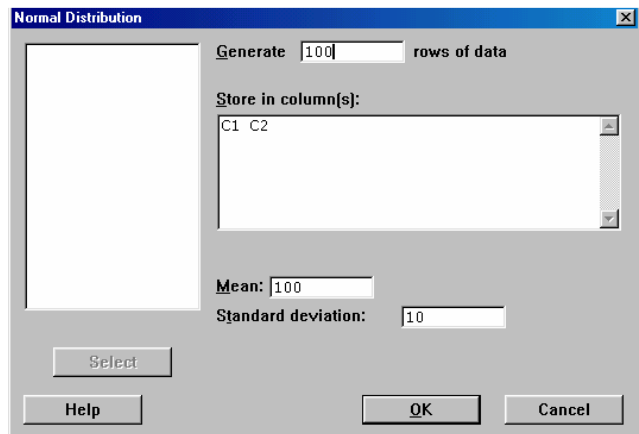 Normal Distribution
Generate 100 rows of data
Store in column(s):
C1 C2
Mean: 100
Standard deviation: 10
Select
Help OK Cancel